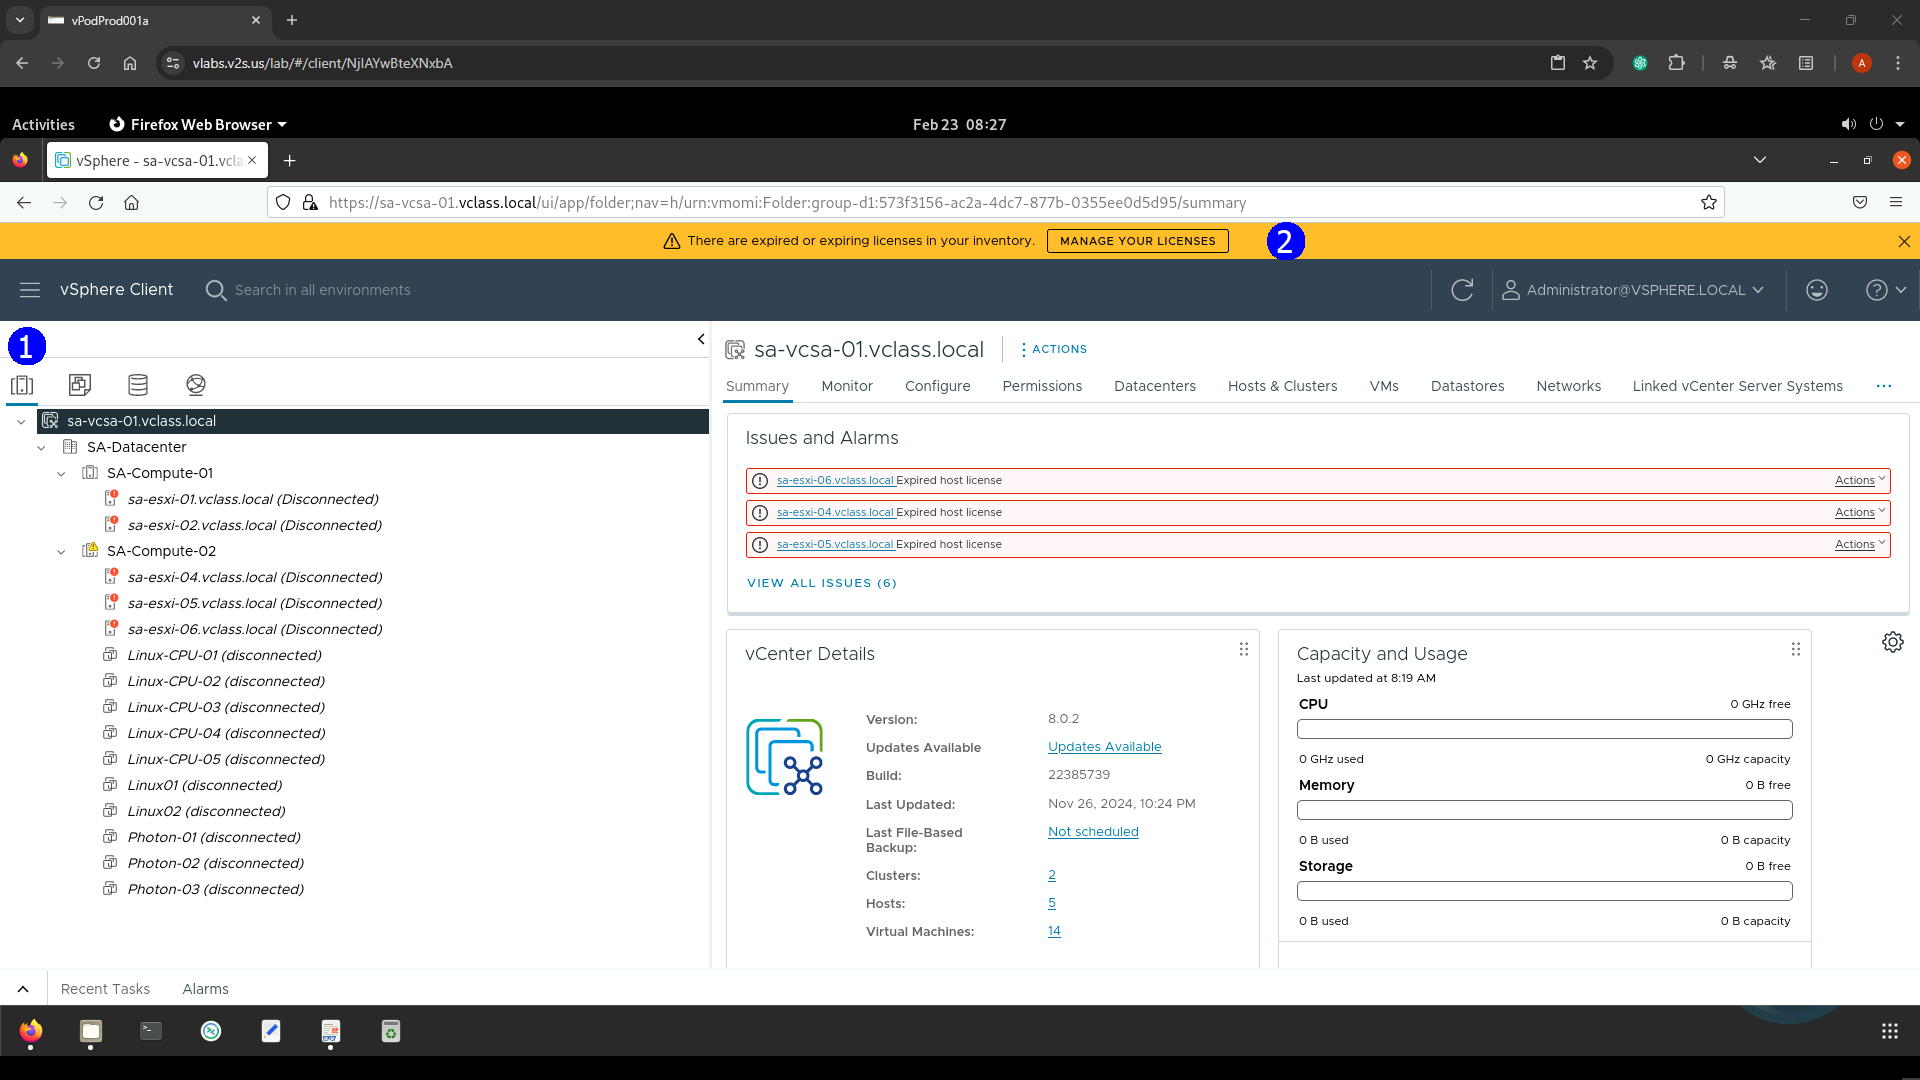 vPodProd001a
vlabs.v2s.us/lab/#/client/NjIAYwBteXNxbA
A
Activities
Firefox Web Browser
Feb 23 08:27
vSphere - sa-vcsa-01.vcla
https://sa-vcsa-01.vclass.local/ui/app/folder;nav=h/urn:vmomi:Folder:group-d1:573f3156-ac2a-4dc7-877b-0355ee0d5d95/summary
There are expired or expiring licenses in your inventory. MANAGE YOUR LICENSES
2
vSphere Client
Search in all environments
Administrator@VSPHERE.LOCAL
1
sa-vcsa-01.vclass.local
SA-Datacenter
SA-Compute-01
sa-esxi-01.vclass.local (Disconnected)
sa-esxi-02.vclass.local (Disconnected)
SA-Compute-02
sa-esxi-04.vclass.local (Disconnected)
sa-esxi-05.vclass.local (Disconnected)
sa-esxi-06.vclass.local (Disconnected)
Linux-CPU-01 (disconnected)
Linux-CPU-02 (disconnected)
Linux-CPU-03 (disconnected)
Linux-CPU-04 (disconnected)
Linux-CPU-05 (disconnected)
Linux01 (disconnected)
Linux02 (disconnected)
Photon-01 (disconnected)
Photon-02 (disconnected)
Photon-03 (disconnected)
sa-vcsa-01.vclass.local
ACTIONS
Summary Monitor Configure Permissions Datacenters Hosts & Clusters VMs Datastores Networks Linked vCenter Server Systems ...
Issues and Alarms
sa-esxi-06.vclass.local Expired host license Actions
sa-esxi-04.vclass.local Expired host license Actions
sa-esxi-05.vclass.local Expired host license Actions
VIEW ALL ISSUES (6)
vCenter Details
Version: 8.0.2
Updates Available Updates Available
Build: 22385739
Last Updated: Nov 26, 2024, 10:24 PM
Last File-Based Backup: Not scheduled
Clusters: 2
Hosts: 5
Virtual Machines: 14
Capacity and Usage
Last updated at 8:19 AM
CPU 0 GHz free
0 GHz used 0 GHz capacity
Memory 0 B free
0 B used 0 B capacity
Storage 0 B free
0 B used 0 B capacity
Recent Tasks Alarms